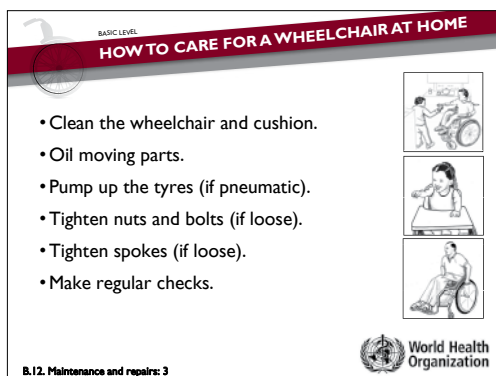 BASIC LEVEL
HOW TO CARE FOR A WHEELCHAIR AT HOME
• Clean the wheelchair and cushion.
• Oil moving parts.
• Pump up the tyres (if pneumatic).
• Tighten nuts and bolts (if loose).
• Tighten spokes (if loose).
• Make regular checks.
World Health
Organization
B.12. Maintenance and repairs: 3